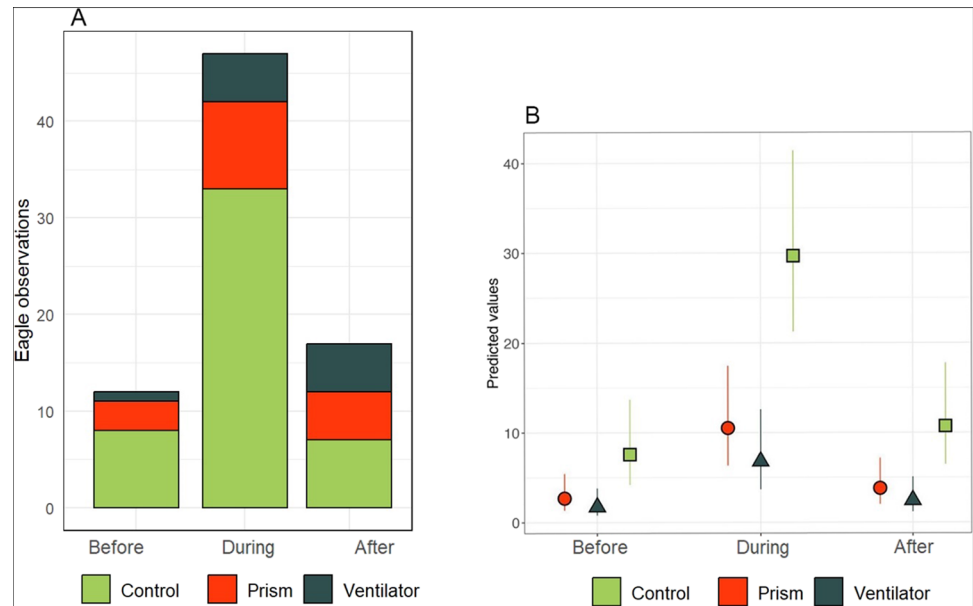 A
Eagle observations
40
30
20
10
0
Before During After
Control Prism Ventilator
B
Predicted values
40
30
20
10
0
Before During After
Control Prism Ventilator